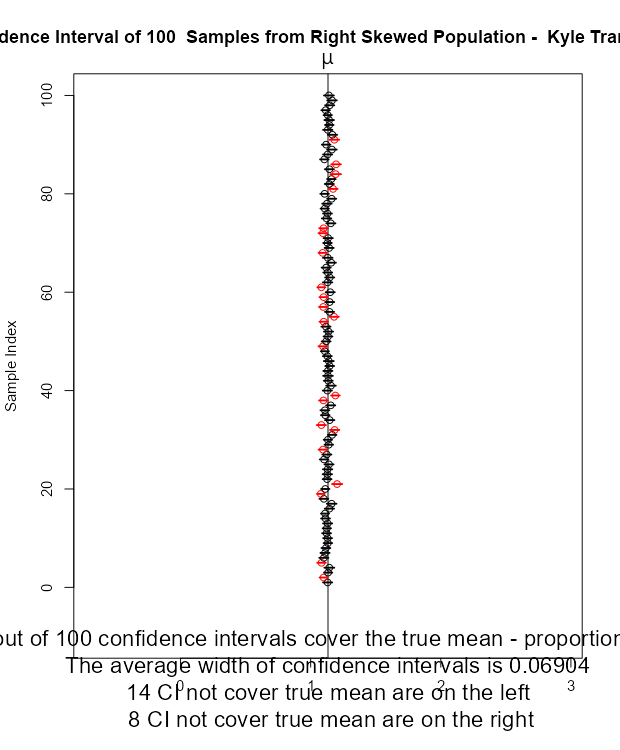 dence Interval of 100 Samples from Right Skewed Population - Kyle Tran
μ
100
80
60
40
20
0
Sample Index
out of 100 confidence intervals cover the true mean - proportion
The average width of confidence intervals is 0.06904
0 1 2 3
14 CI not cover true mean are on the left
8 CI not cover true mean are on the right